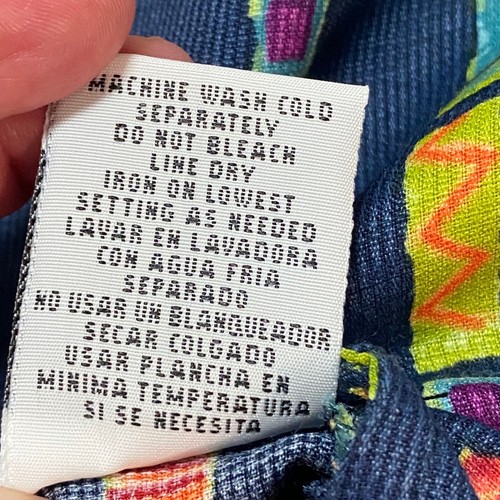 MACHINE WASH COLD
SEPARATELY
DO NOT BLEACH
LINE DRY
IRON ON LOWEST
SETTING AS NEEDED
LAVAR EN LAVADORA
CON AGUA FRIA
SEPARADO
NO USAR UN BLANQUEADOR
SECAR COLGADO
USAR PLANCHA EN
MINIMA TEMPERATURA
SI SE NECESITA